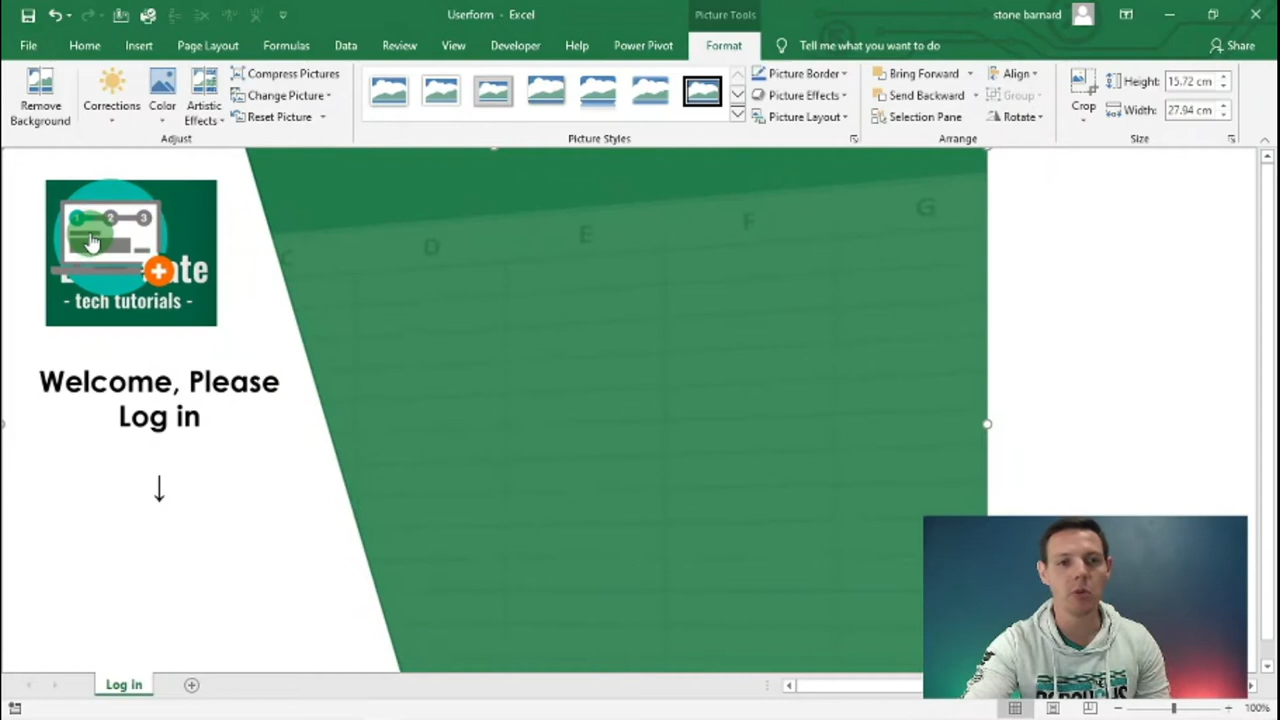 Userform - Excel
Picture Tools
stone barnard
File
Home
Insert
Page Layout
Formulas
Data
Review
View
Developer
Help
Power Pivot
Format
Tell me what you want to do
Share
Remove
Background
Corrections
Color
Artistic
Effects
Compress Pictures
Change Picture
Reset Picture
Adjust
Picture Styles
Picture Border
Picture Effects
Picture Layout
Bring Forward
Send Backward
Selection Pane
Align
Group
Rotate
Arrange
Crop
Height: 15.72 cm
Width: 27.94 cm
Size
C
D
E
F
G
1 2 3
- tech tutorials -
Welcome, Please
Log in
↓
Log in
100%